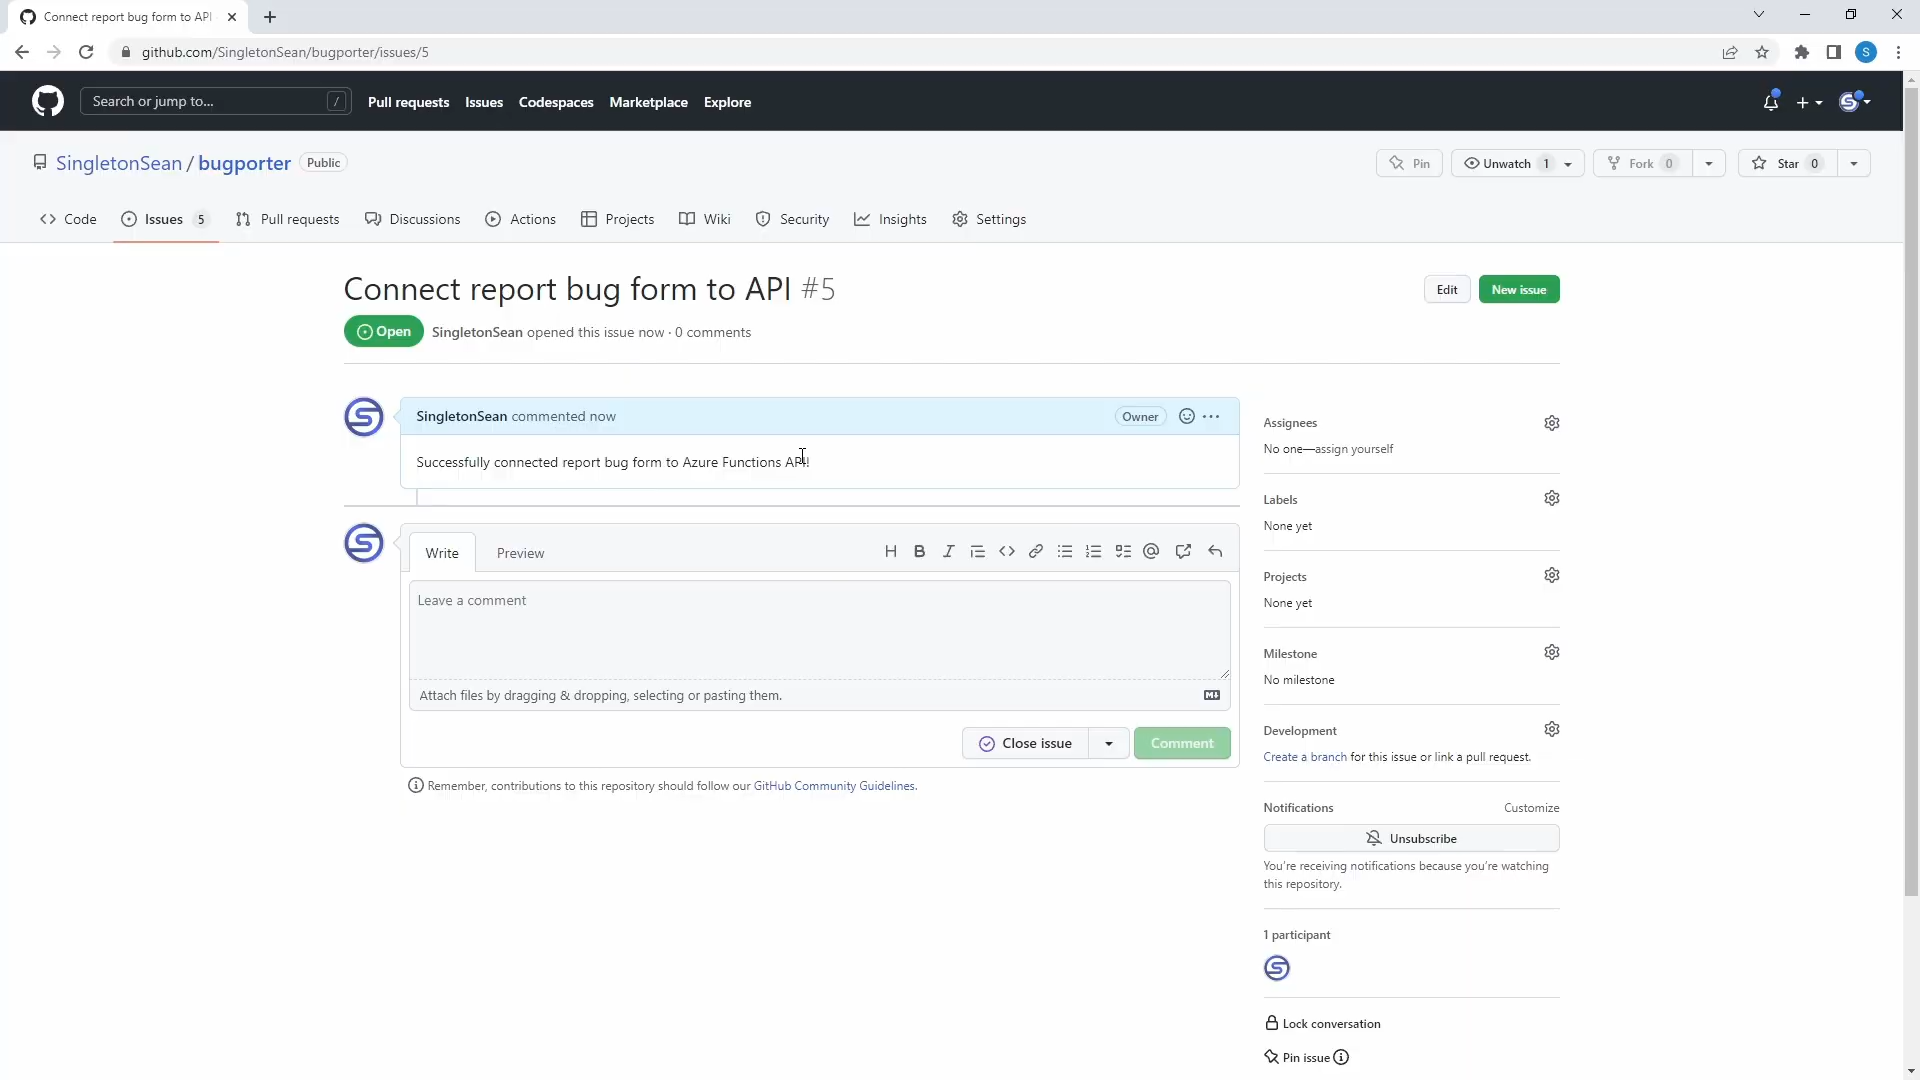 Connect report bug form to API
github.com/SingletonSean/bugporter/issues/5
S
Search or jump to... /
Pull requests Issues Codespaces Marketplace Explore
SingletonSean / bugporter Public
Pin Unwatch 1 Fork 0 Star 0
Code Issues 5 Pull requests Discussions Actions Projects Wiki Security Insights Settings
Connect report bug form to API #5
Edit New issue
Open SingletonSean opened this issue now · 0 comments
SingletonSean commented now Owner
Successfully connected report bug form to Azure Functions API!
Assignees
No one—assign yourself
Labels
None yet
Projects
None yet
Milestone
No milestone
Development
Create a branch for this issue or link a pull request.
Notifications Customize
Unsubscribe
You're receiving notifications because you're watching
this repository.
1 participant
Lock conversation
Pin issue
Write Preview
Leave a comment
Attach files by dragging & dropping, selecting or pasting them.
Close issue Comment
Remember, contributions to this repository should follow our GitHub Community Guidelines.